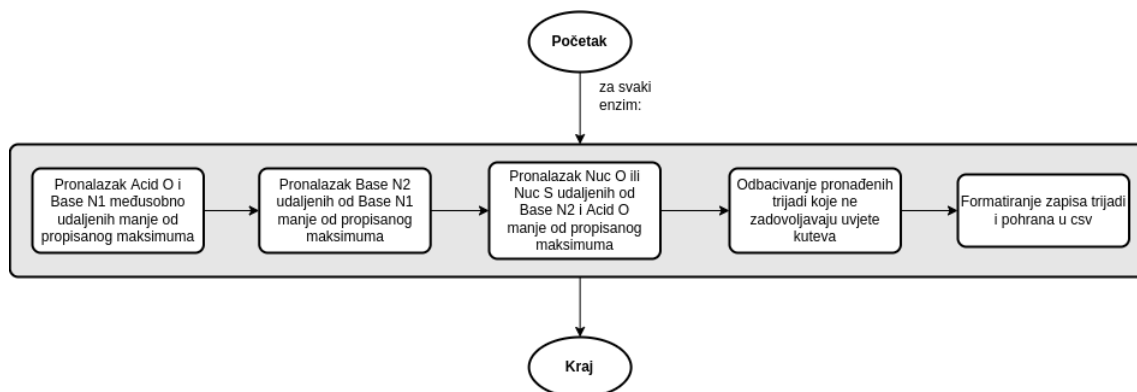 Početak
za svaki
enzim:
Pronalazak Acid O i
Base N1 međusobno
udaljenih manje od
propisanog maksimuma
Pronalazak Base N2
udaljenih od Base N1
manje od propisanog
maksimuma
Pronalazak Nuc O ili
Nuc S udaljenih od
Base N2 i Acid O
manje od propisanog
maksimuma
Odbacivanje pronađenih
trijadi koje ne
zadovoljavaju uvjete
kuteva
Formatiranje zapisa trijadi
i pohrana u csv
Kraj